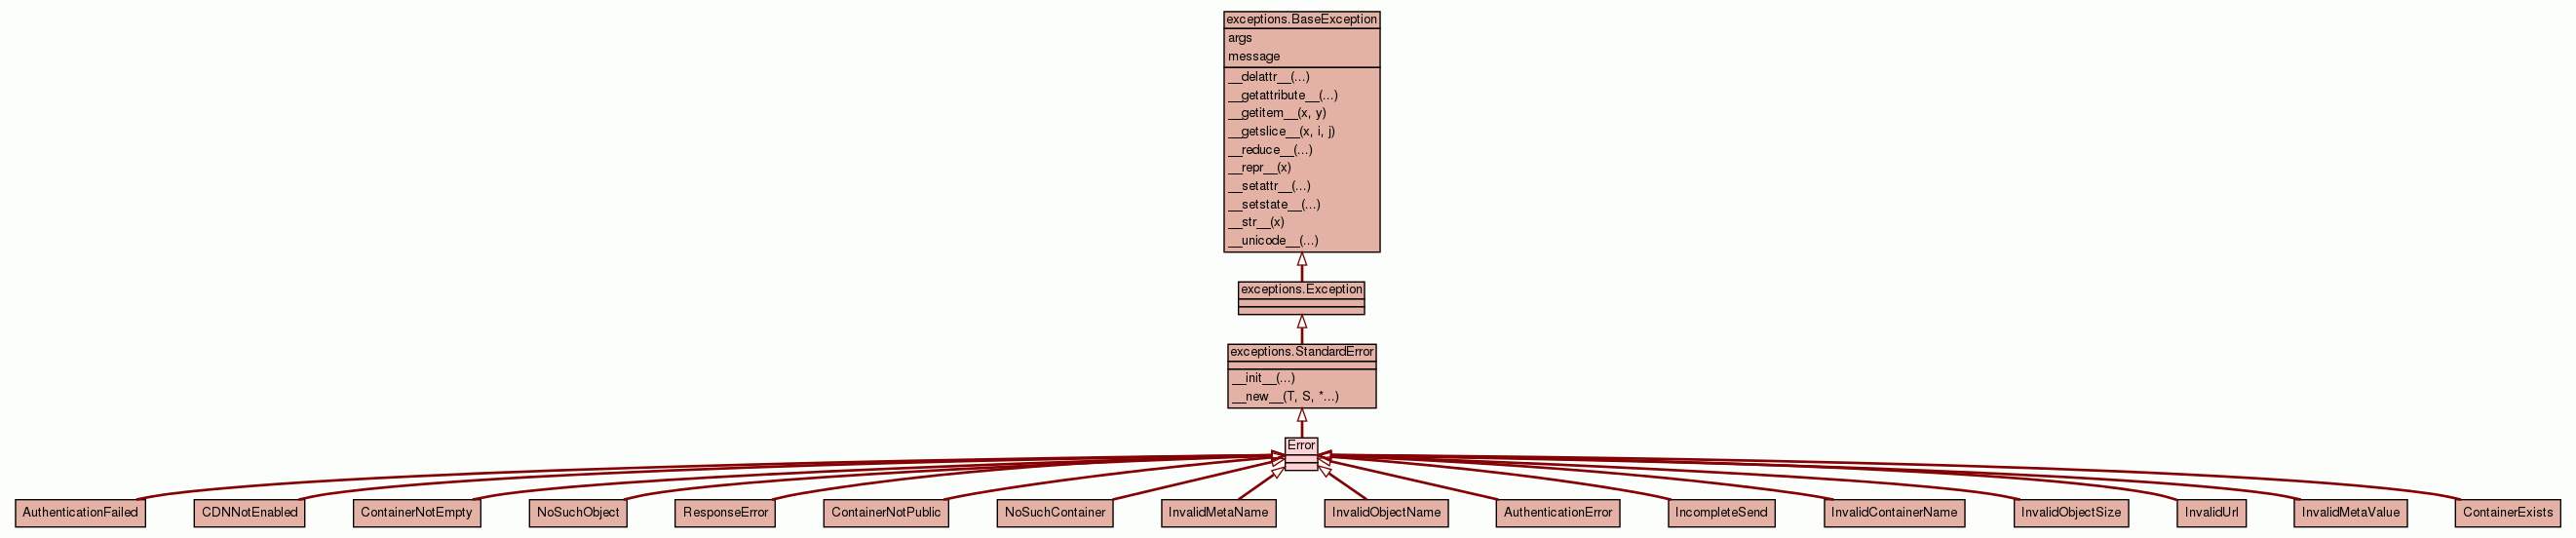 exceptions.BaseException
args
message
__delattr__(...)
__getattribute__(...)
__getitem__(x, y)
__getslice__(x, i, j)
__reduce__(...)
__repr__(x)
__setattr__(...)
__setstate__(...)
__str__(x)
__unicode__(...)
exceptions.Exception
exceptions.StandardError
__init__(...)
__new__(T, S, *...)
Error
AuthenticationFailed
CDNNotEnabled
ContainerNotEmpty
NoSuchObject
ResponseError
ContainerNotPublic
NoSuchContainer
InvalidMetaName
InvalidObjectName
AuthenticationError
IncompleteSend
InvalidContainerName
InvalidObjectSize
InvalidUrl
InvalidMetaValue
ContainerExists